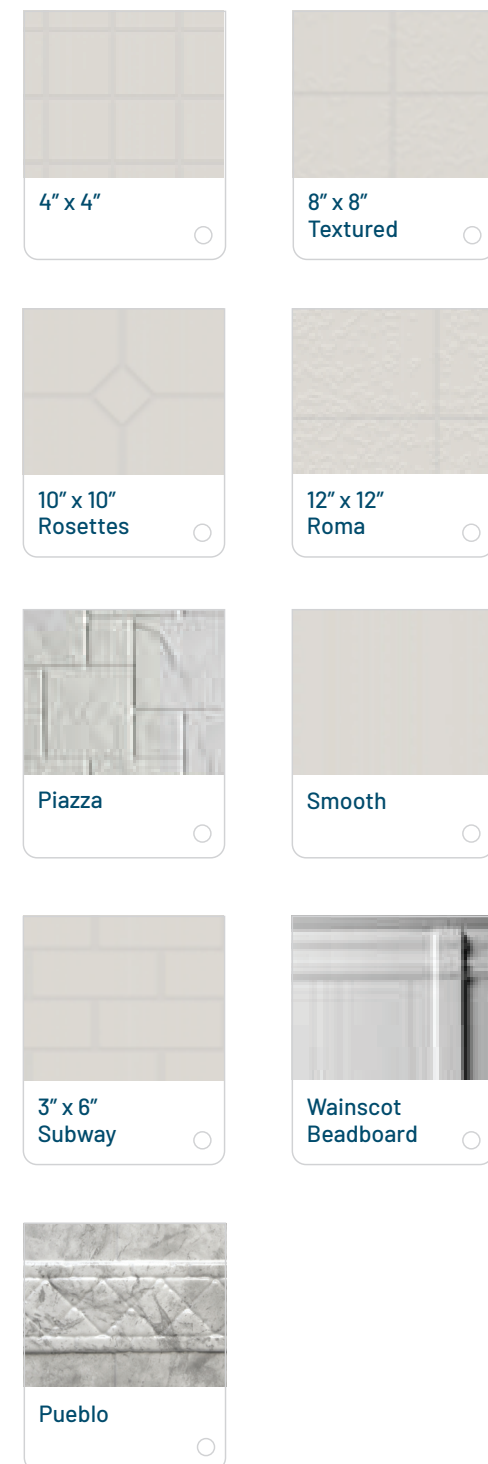 4" x 4"
8" x 8"
Textured
10" x 10"
Rosettes
12" x 12"
Roma
Piazza
Smooth
3" x 6"
Subway
Wainscot
Beadboard
Pueblo